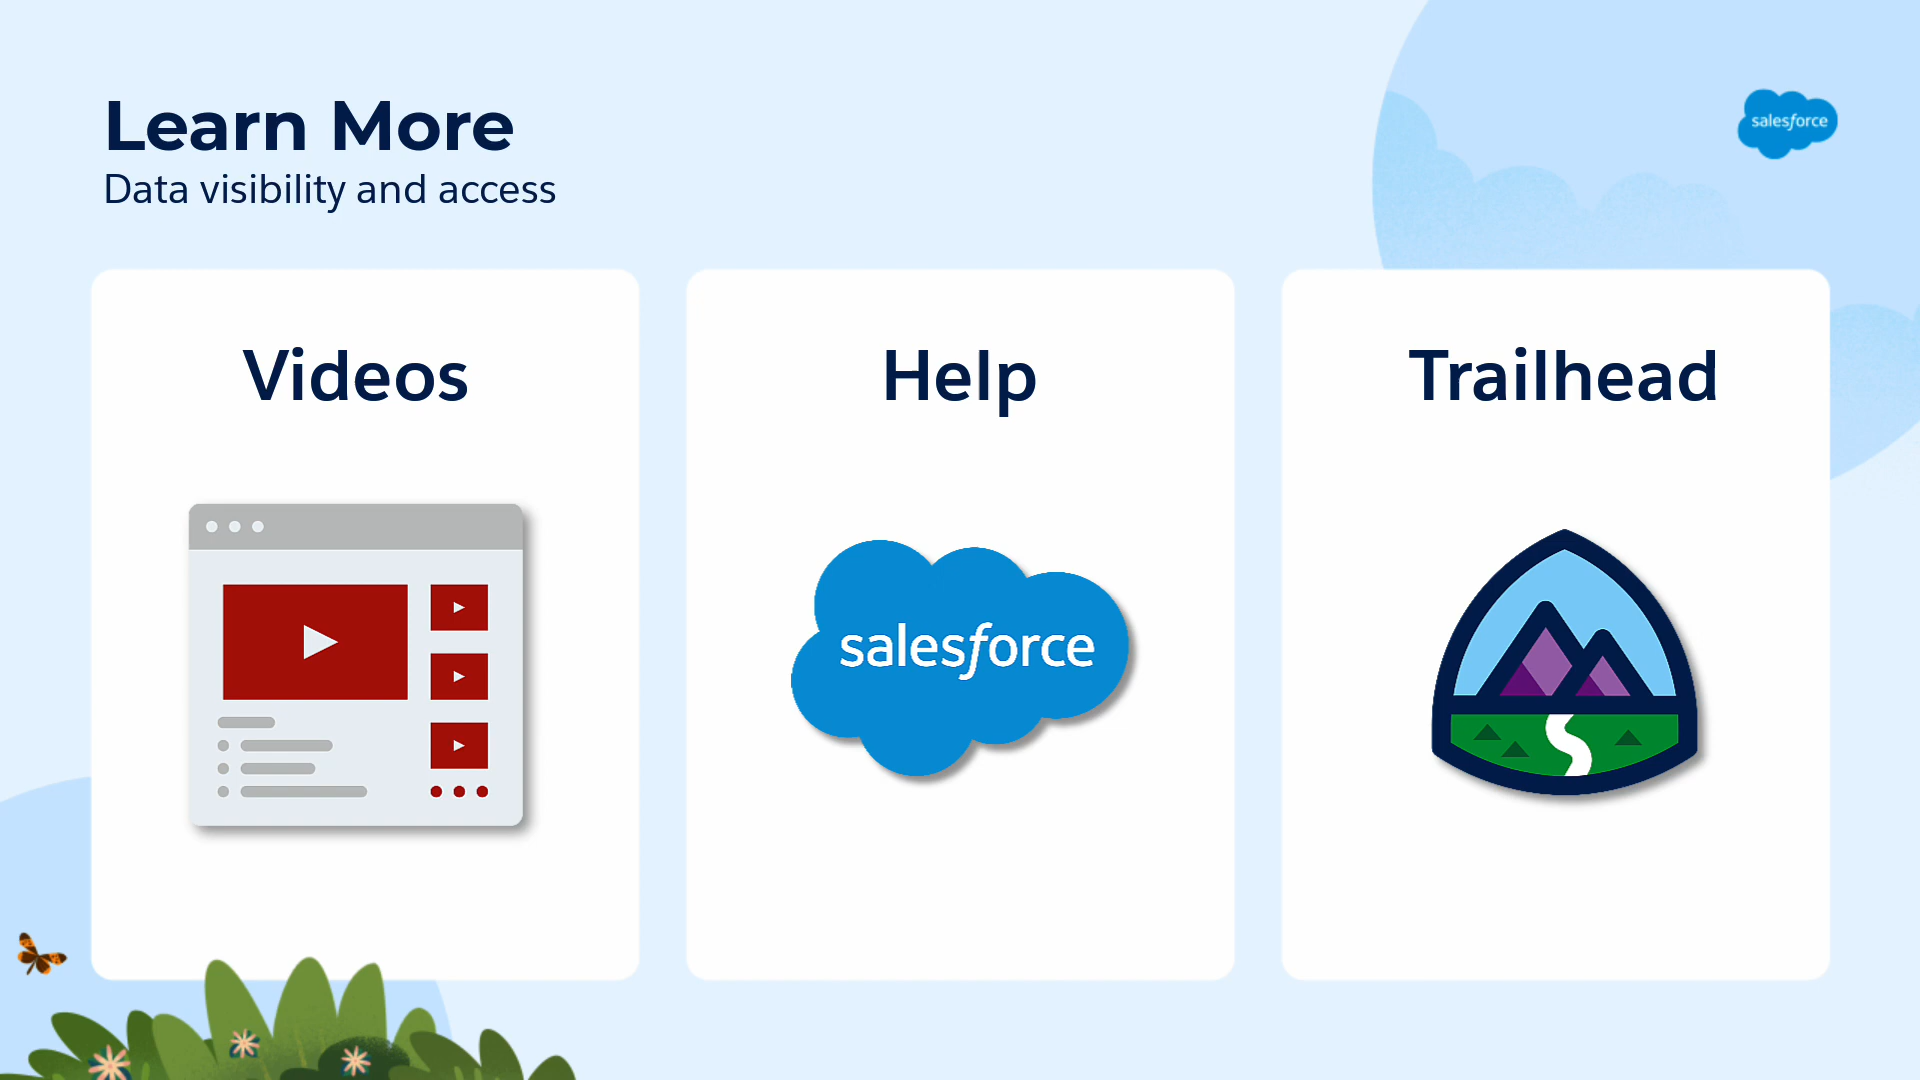 Learn More
Data visibility and access
salesforce
Videos
Help
Trailhead
salesforce